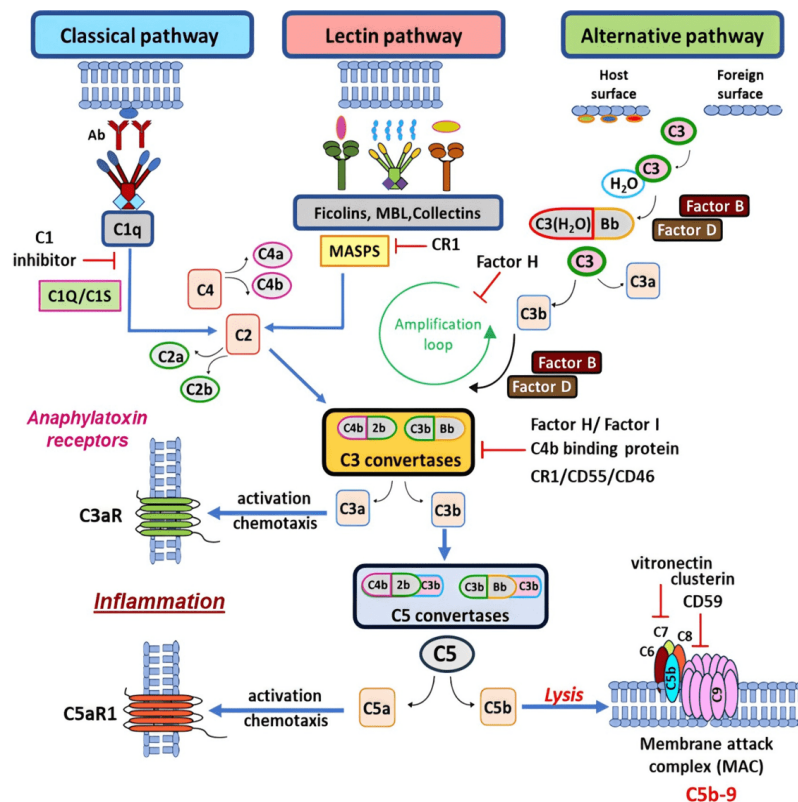 Classical pathway
Lectin pathway
Alternative pathway
Host
surface
Foreign
surface
Ab
C3
C3
H₂O
C1q
Ficolins, MBL,Collectins
C3(H₂O) Bb
Factor B
Factor D
C1
inhibitor
MASPS
CR1
C1Q/C1S
C4
C4a
C4b
Factor H
C3
C3a
C3b
Amplification
loop
C2
C2a
C2b
Factor B
Factor D
Anaphylatoxin
receptors
C4b 2b
C3b Bb
C3 convertases
Factor H/ Factor I
C4b binding protein
CR1/CD55/CD46
C3aR
activation
chemotaxis
C3a
C3b
C4b 2b C3b
C3b Bb C3b
C5 convertases
Inflammation
vitronectin
clusterin
CD59
C7
C8
C6
C5b
C9
C5
C5aR1
activation
chemotaxis
C5a
C5b
Lysis
Membrane attack
complex (MAC)
C5b-9